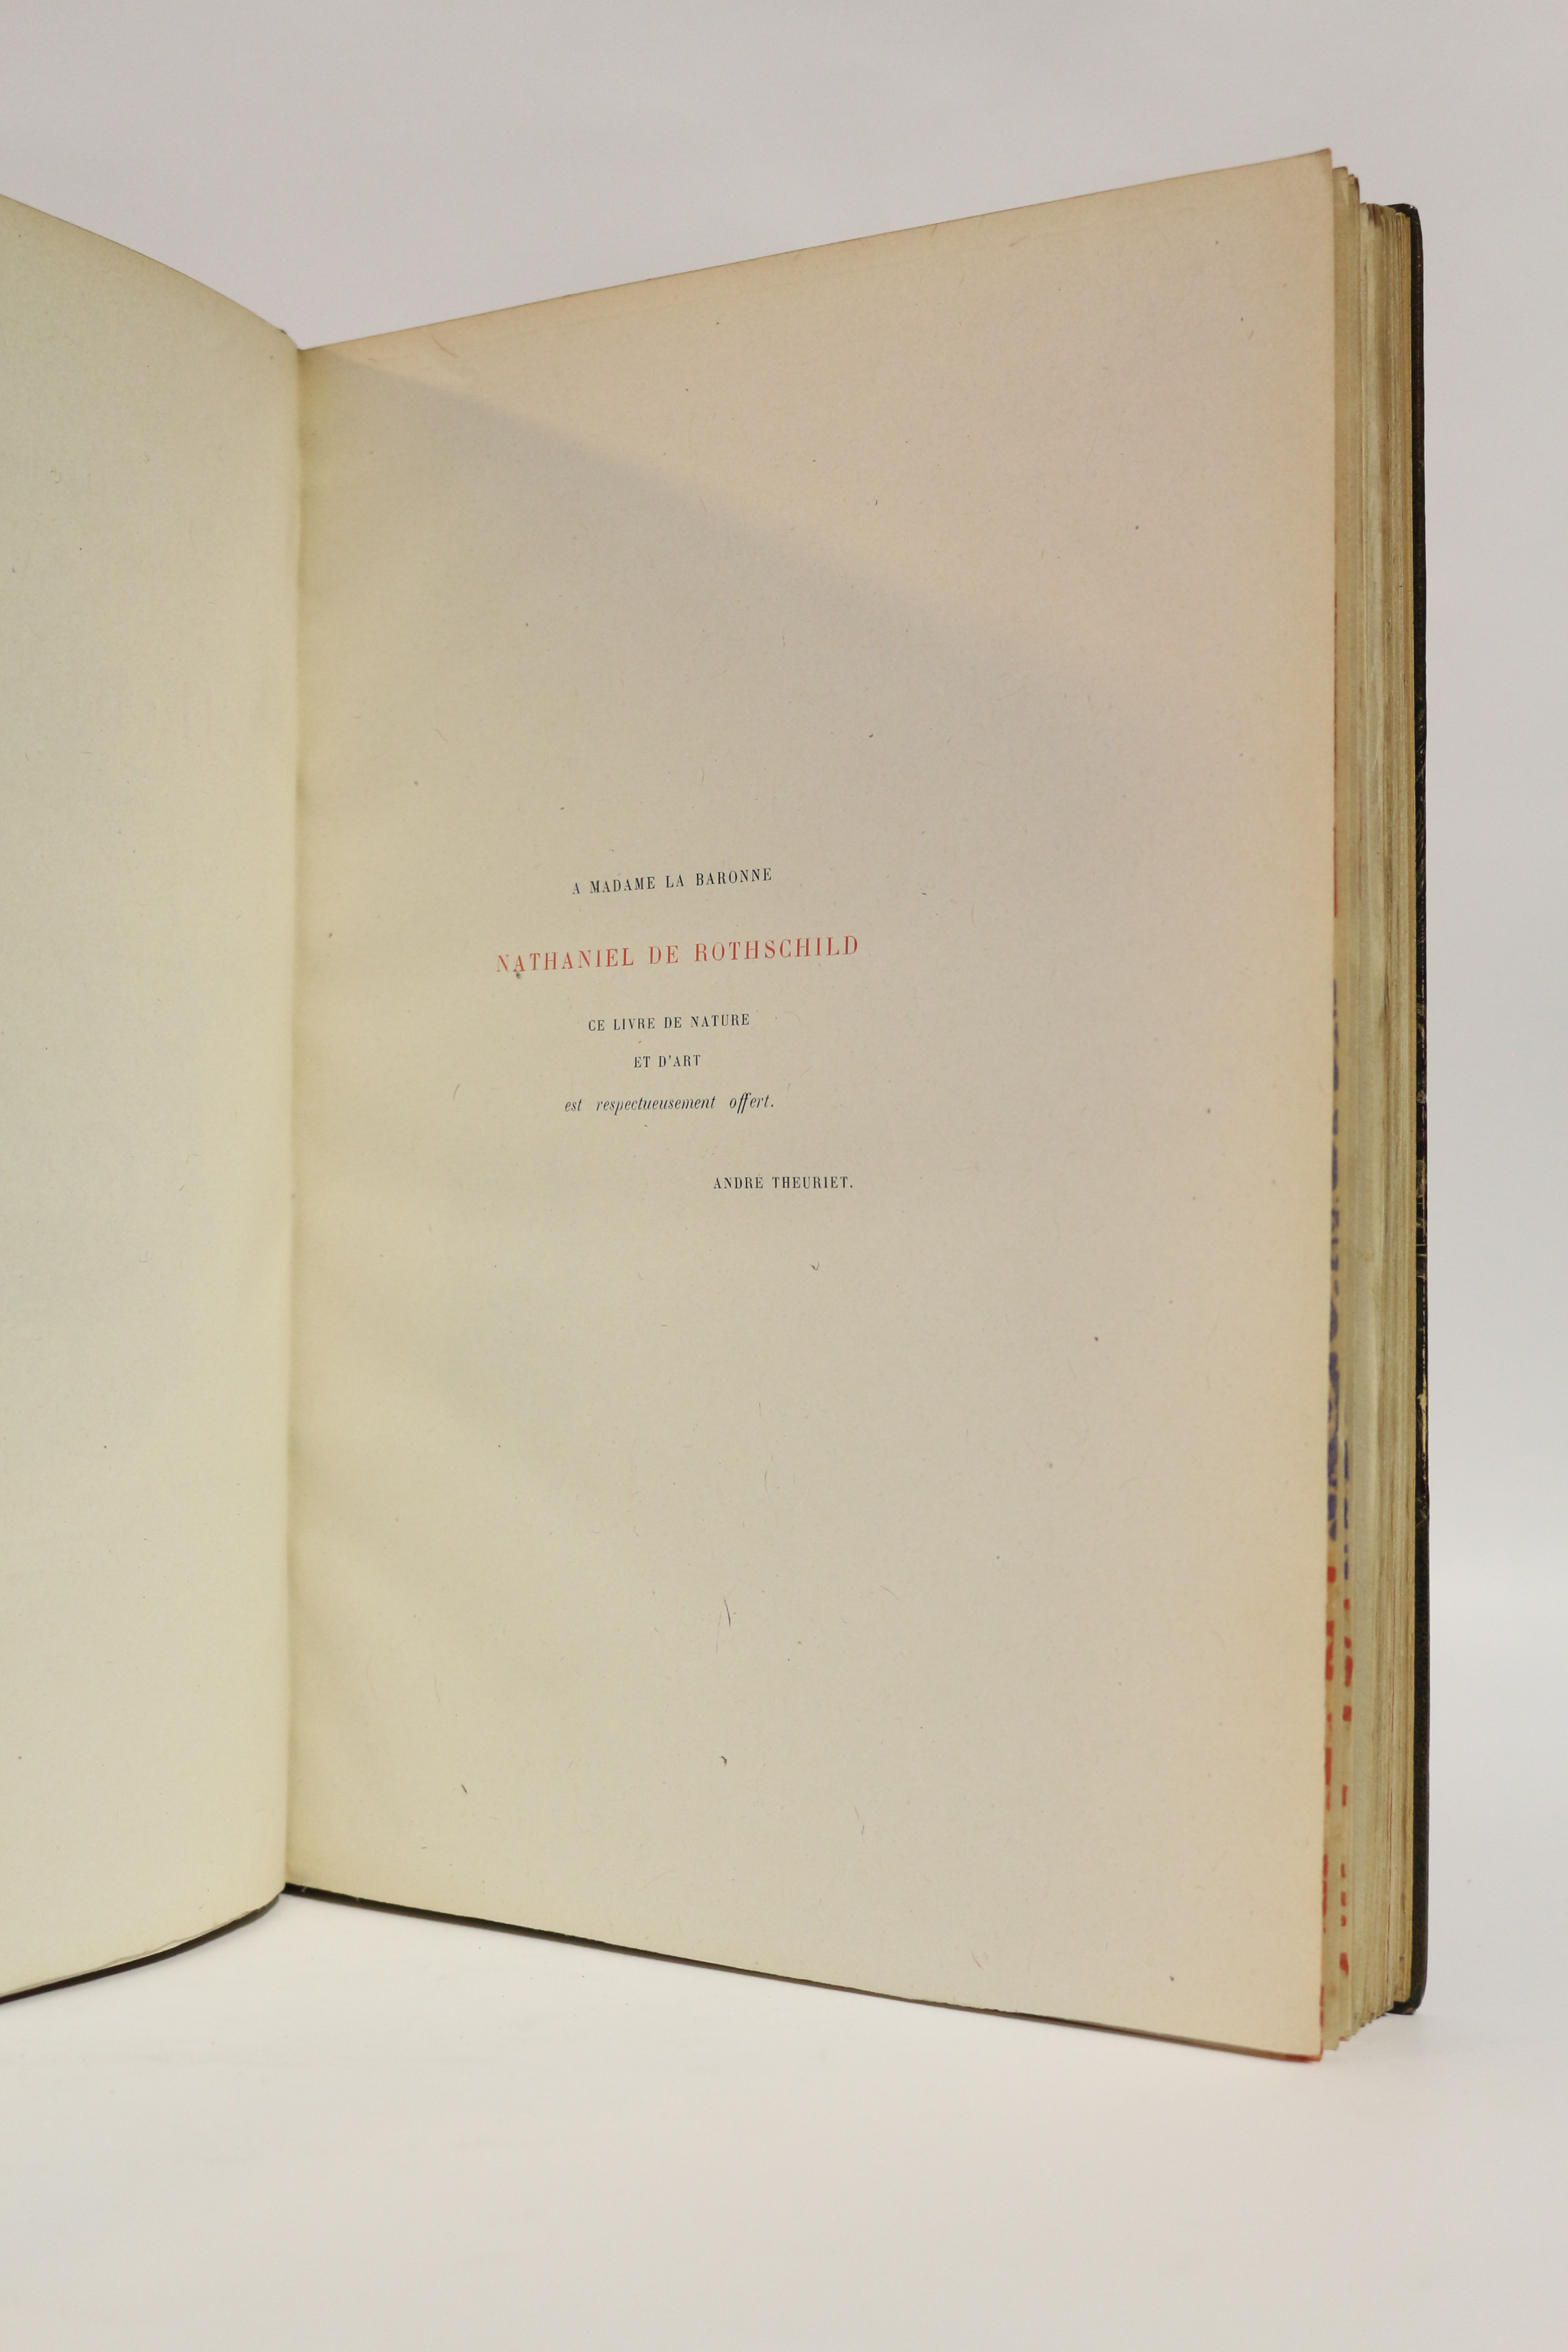 A MADAME LA BARONNE
NATHANIEL DE ROTHSCHILD
CE LIVRE DE NATURE
ET D'ART
est respectueusement offert.
ANDRÉ THEURIET.